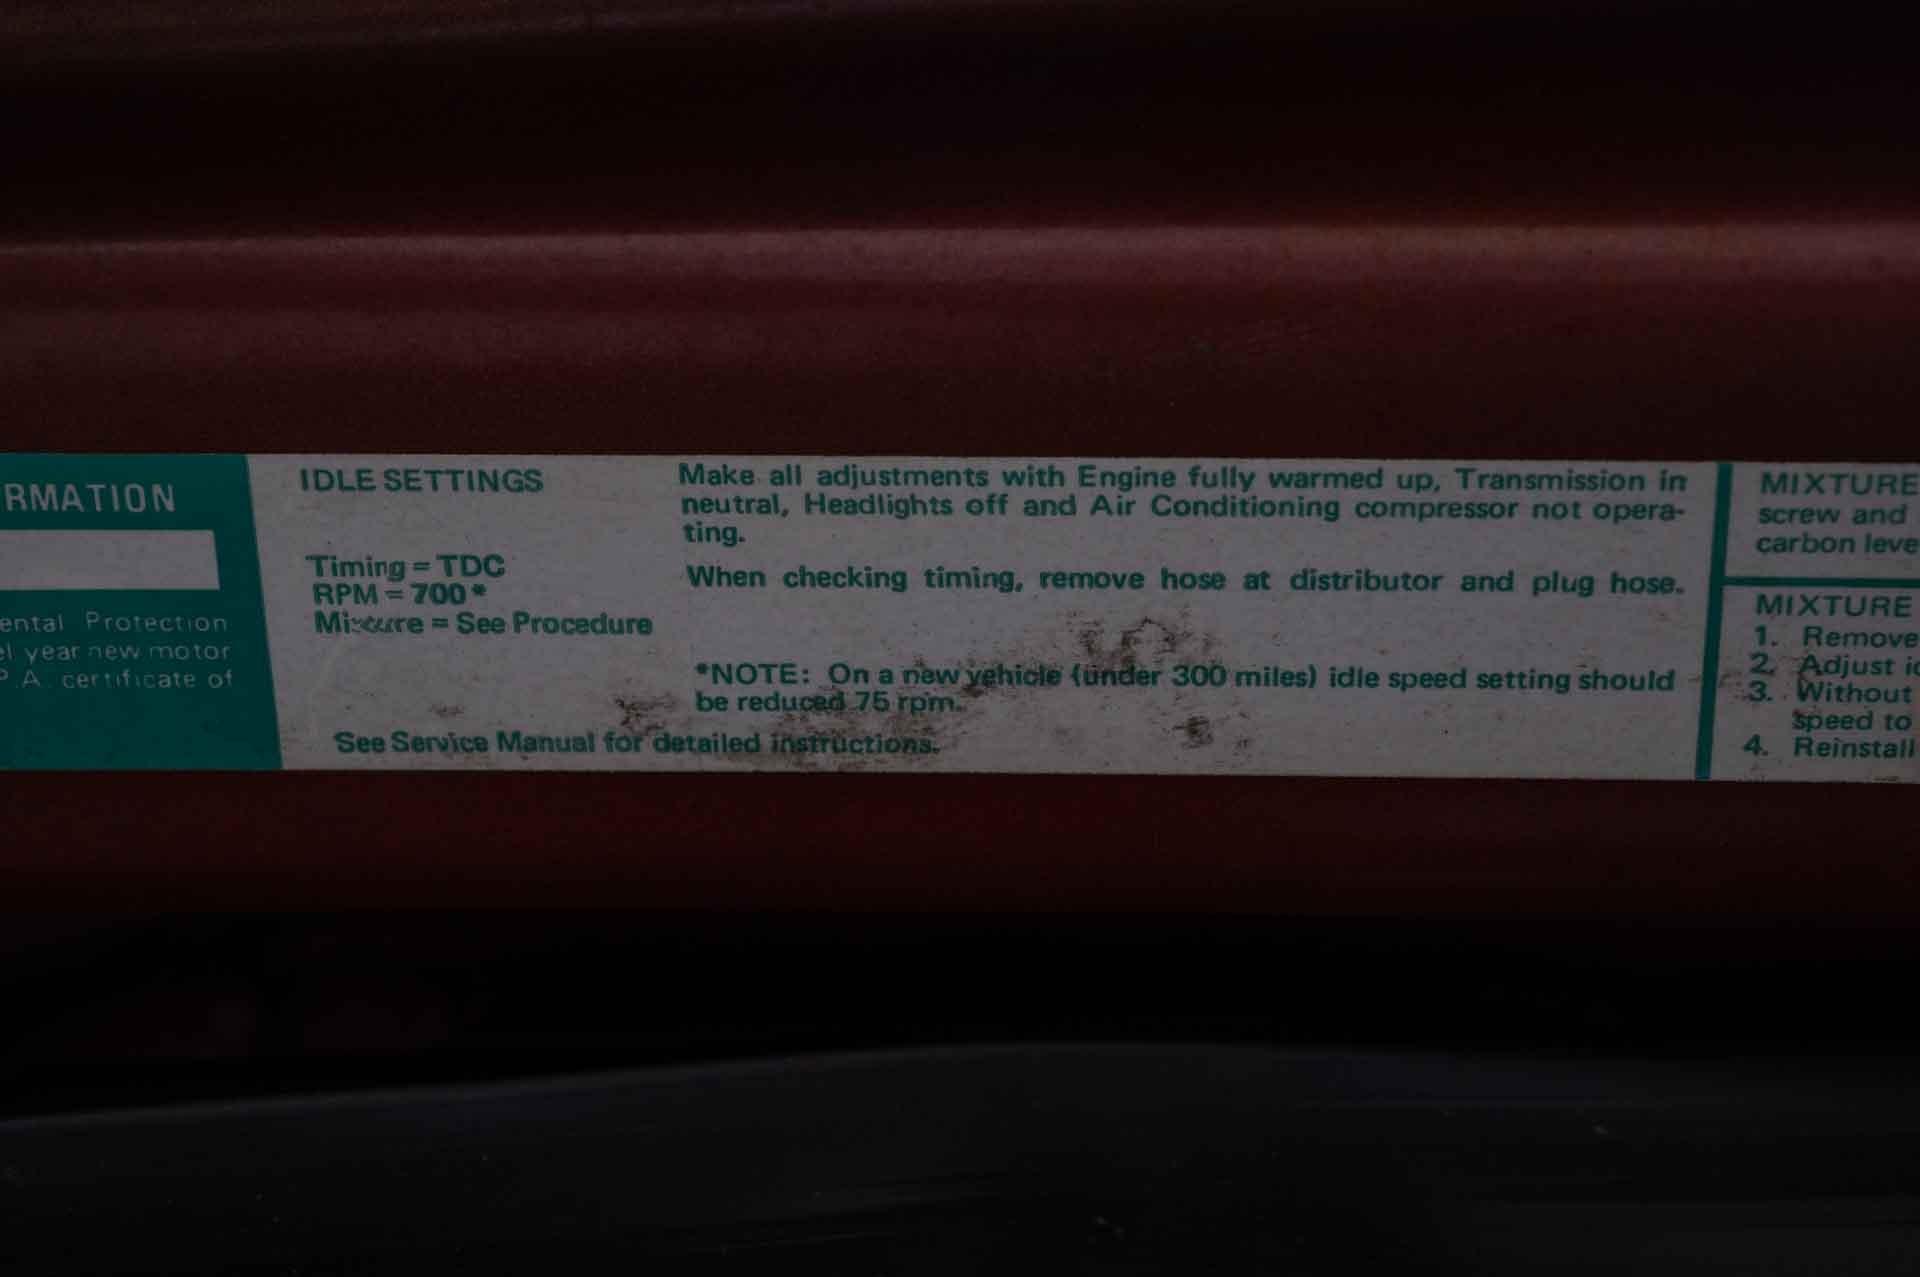 RMATION
ental Protection
el year new motor
P.A. certificate of
IDLE SETTINGS
Timing = TDC
RPM = 700*
Mixture = See Procedure
Make all adjustments with Engine fully warmed up, Transmission in
neutral, Headlights off and Air Conditioning compressor not opera-
ting.
When checking timing, remove hose at distributor and plug hose.
*NOTE: On a new vehicle (under 300 miles) idle speed setting should
be reduced 75 rpm.
See Service Manual for detailed instructions.
MIXTURE
screw and
carbon leve
MIXTURE
1. Remove
2. Adjust id
3. Without
speed to
4. Reinstall